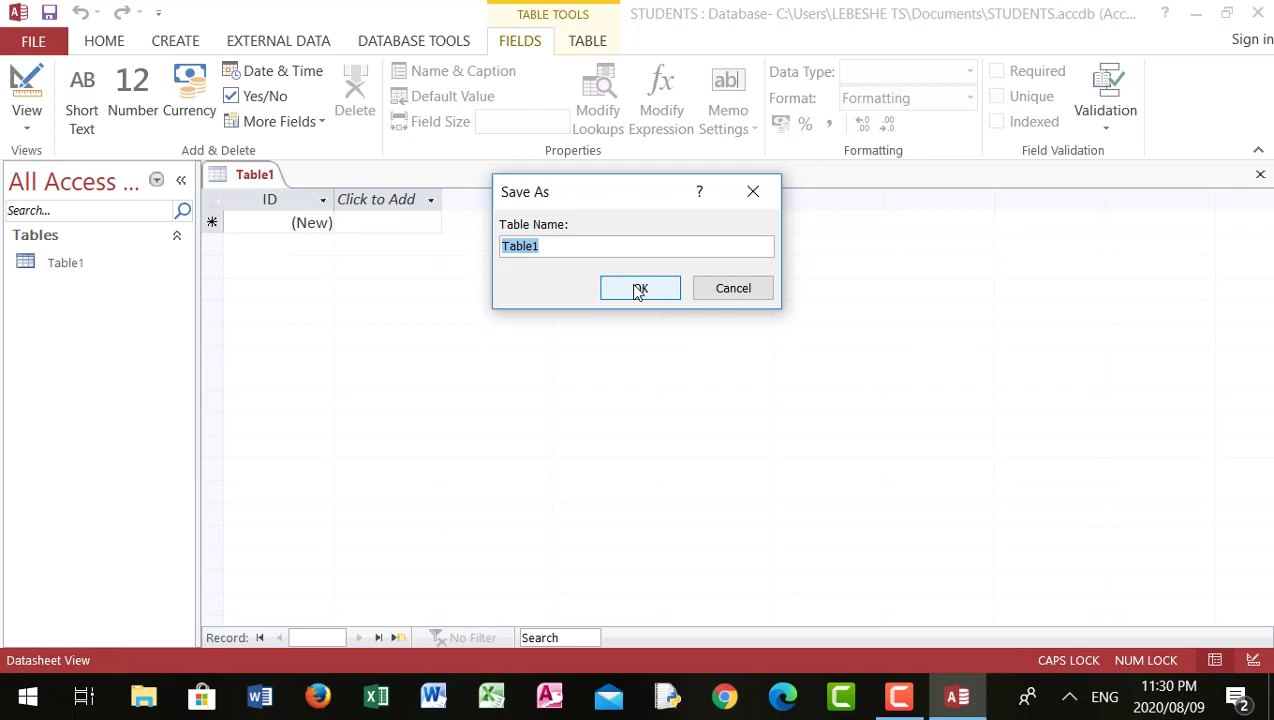 TABLE TOOLS
STUDENTS : Database- C:\Users\LEBESHE TS\Documents\STUDENTS.accdb (Acc... ?
FILE HOME CREATE EXTERNAL DATA DATABASE TOOLS FIELDS TABLE Sign in
View
Views
AB Short Text
12 Number
Currency
Date & Time
Yes/No
More Fields
Delete
Add & Delete
Name & Caption
Default Value
Field Size
Modify Lookups
fx Modify Expression
ab| Memo Settings
Properties
Data Type:
Format: Formatting
% , .00 .00
Formatting
Required
Unique
Indexed
Validation
Field Validation
All Access ...
Search...
Tables
Table1
Table1
ID Click to Add
(New)
Save As ?
Table Name:
Table1
OK Cancel
Record: No Filter Search
Datasheet View CAPS LOCK NUM LOCK
ENG 11:30 PM
2020/08/09
2